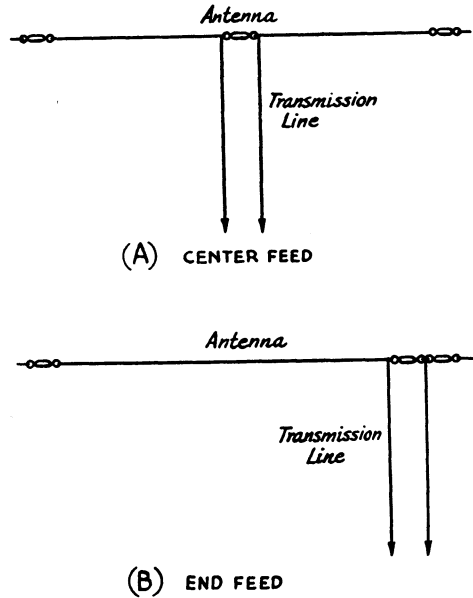 Antenna
Transmission
Line
(A) CENTER FEED
Antenna
Transmission
Line
(B) END FEED